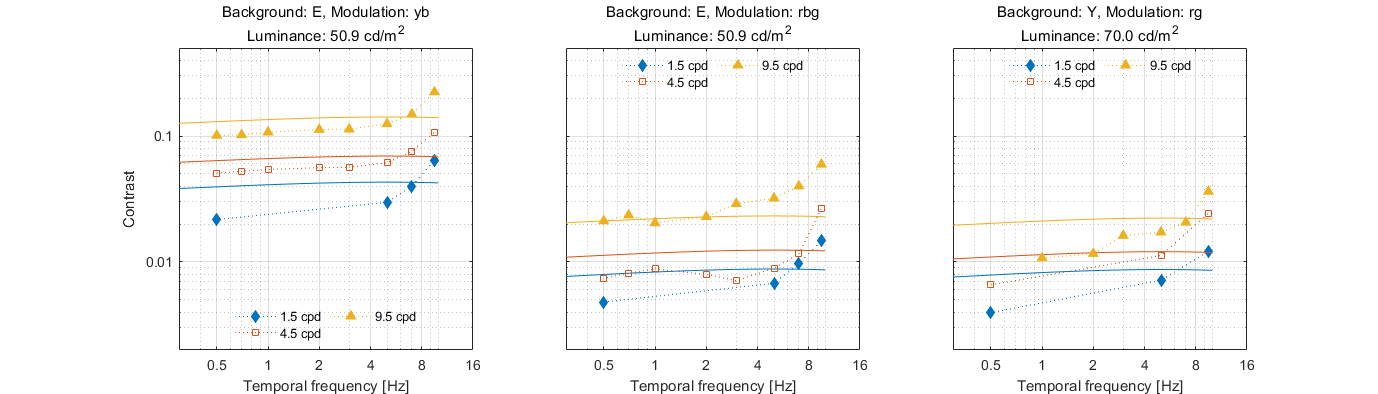 Background: E, Modulation: yb
Luminance: 50.9 cd/m²
Contrast
0.1
0.01
1.5 cpd
4.5 cpd
9.5 cpd
0.5 1 2 4 8 16
Temporal frequency [Hz]
Background: E, Modulation: rbg
Luminance: 50.9 cd/m²
1.5 cpd
4.5 cpd
9.5 cpd
0.5 1 2 4 8 16
Temporal frequency [Hz]
Background: Y, Modulation: rg
Luminance: 70.0 cd/m²
1.5 cpd
4.5 cpd
9.5 cpd
0.5 1 2 4 8 16
Temporal frequency [Hz]